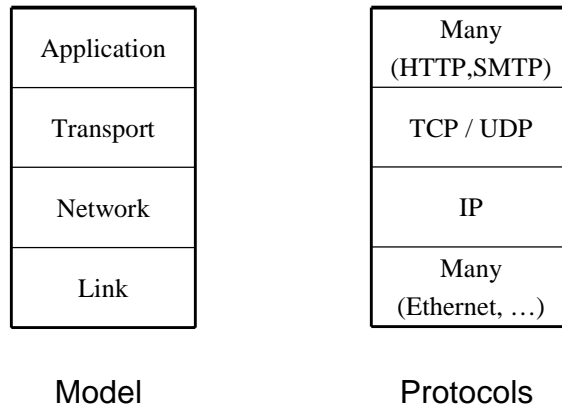 Application
Transport
Network
Link
Model
Many
(HTTP,SMTP)
TCP / UDP
IP
Many
(Ethernet, …)
Protocols